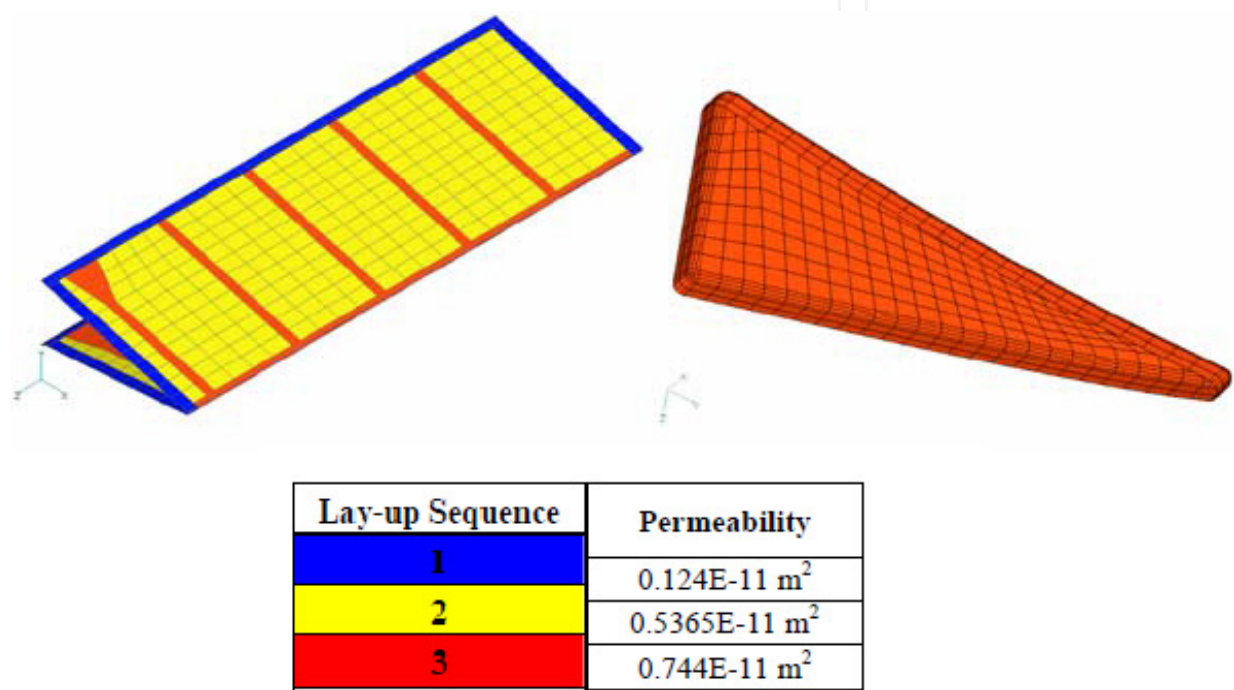 Lay-up Sequence Permeability
1 0.124E-11 m²
2 0.5365E-11 m²
3 0.744E-11 m²